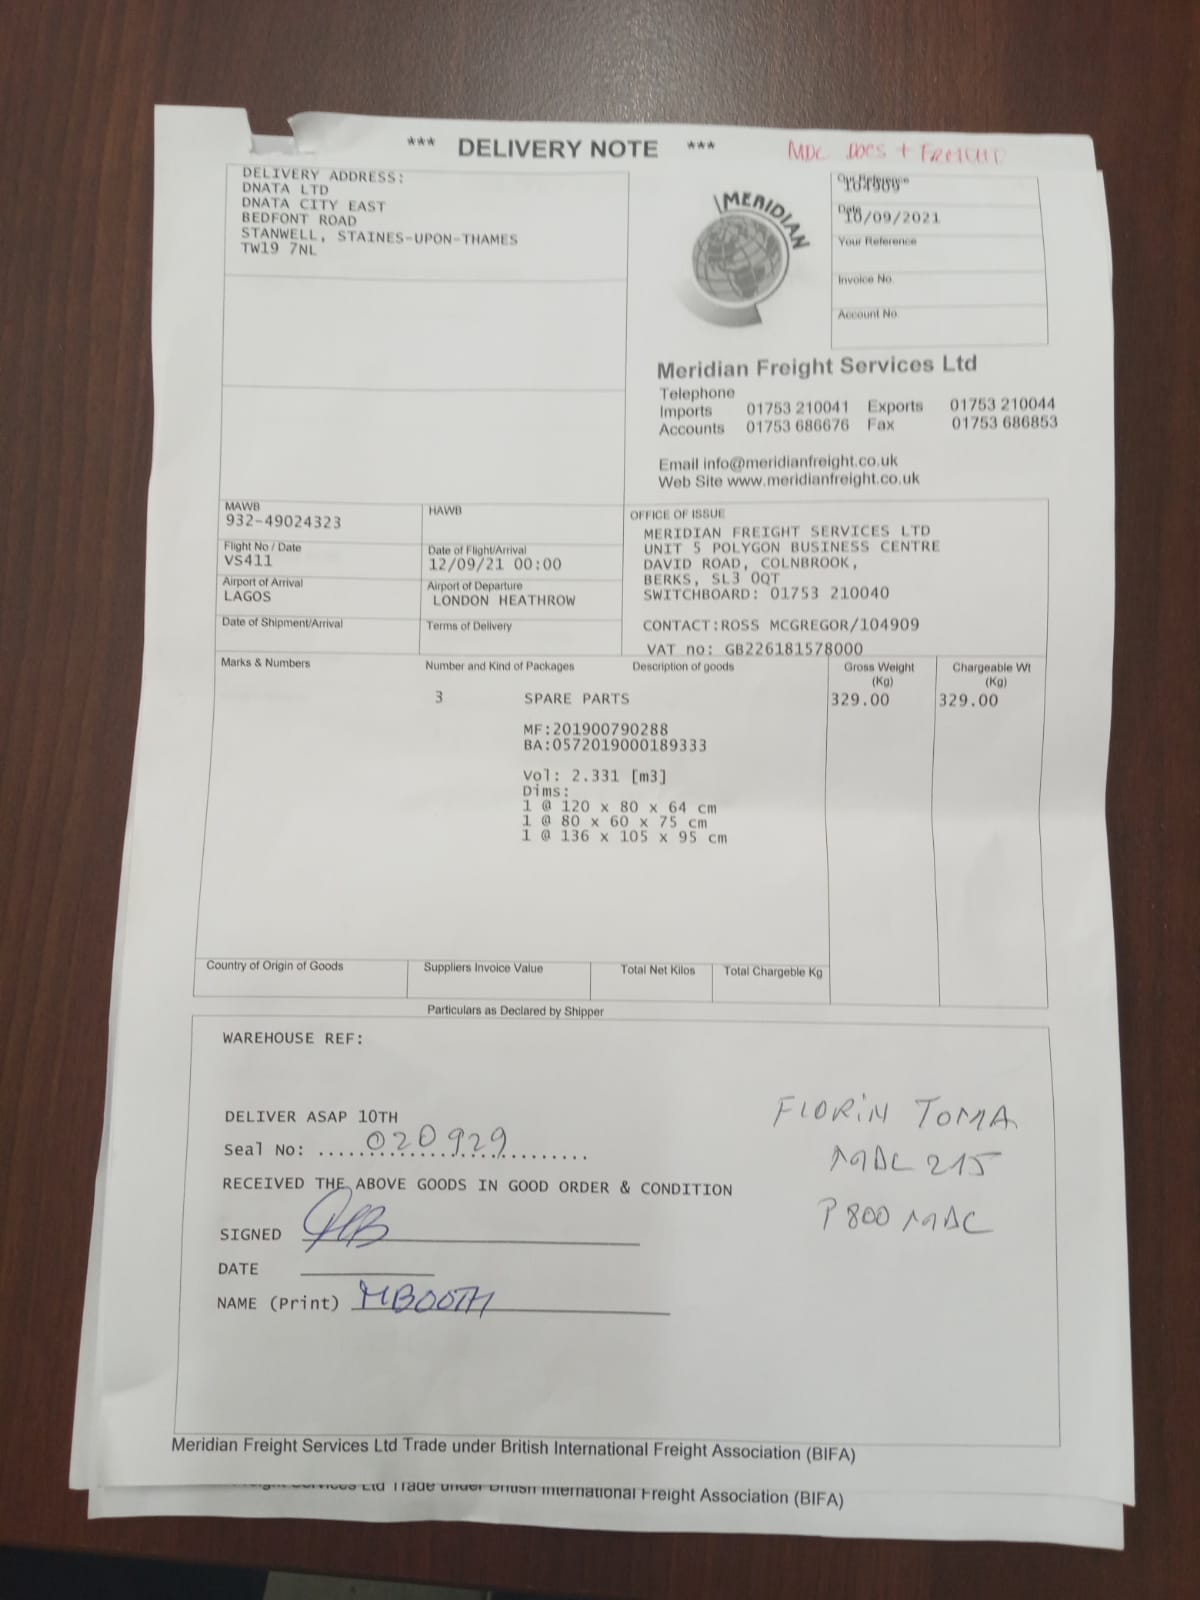 *** DELIVERY NOTE ***
MDC DOCS + FREIGHT
DELIVERY ADDRESS:
DNATA LTD
DNATA CITY EAST
BEDFONT ROAD
STANWELL, STAINES-UPON-THAMES
TW19 7NL
MERIDIAN
Our Reference
104909
Date
10/09/2021
Your Reference
Invoice No.
Account No
Meridian Freight Services Ltd
Telephone
Imports 01753 210041 Exports 01753 210044
Accounts 01753 686676 Fax 01753 686853
Email info@meridianfreight.co.uk
Web Site www.meridianfreight.co.uk
MAWB
932-49024323
HAWB
Flight No / Date
VS411
Date of Flight/Arrival
12/09/21 00:00
Airport of Arrival
LAGOS
Airport of Departure
LONDON HEATHROW
Date of Shipment/Arrival
Terms of Delivery
OFFICE OF ISSUE
MERIDIAN FREIGHT SERVICES LTD
UNIT 5 POLYGON BUSINESS CENTRE
DAVID ROAD, COLNBROOK,
BERKS, SL3 0QT
SWITCHBOARD: 01753 210040
CONTACT:ROSS MCGREGOR/104909
VAT no: GB226181578000
Marks & Numbers
Number and Kind of Packages
Description of goods
Gross Weight
(Kg)
Chargeable Wt
(Kg)
3 SPARE PARTS 329.00 329.00
MF:201900790288
BA:0572019000189333
Vol: 2.331 [m3]
Dims:
1 @ 120 x 80 x 64 cm
1 @ 80 x 60 x 75 cm
1 @ 136 x 105 x 95 cm
Country of Origin of Goods
Suppliers Invoice Value
Total Net Kilos
Total Chargeble Kg
Particulars as Declared by Shipper
WAREHOUSE REF:
DELIVER ASAP 10TH
Seal No: 020929
RECEIVED THE ABOVE GOODS IN GOOD ORDER & CONDITION
SIGNED
DATE
NAME (Print) MBOOTH
FLORIN TOMA
MDC 215
P800 MDC
Meridian Freight Services Ltd Trade under British International Freight Association (BIFA)
Services Ltd Trade under British International Freight Association (BIFA)